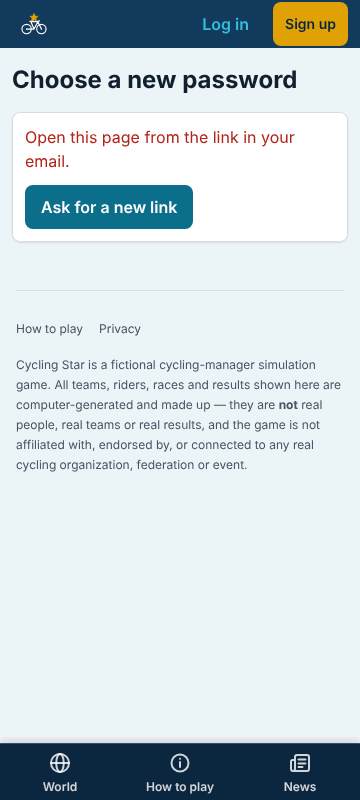 Log in
Sign up
Choose a new password
Open this page from the link in your
email.
Ask for a new link
How to play
Privacy
Cycling Star is a fictional cycling-manager simulation
game. All teams, riders, races and results shown here are
computer-generated and made up — they are not real
people, real teams or real results, and the game is not
affiliated with, endorsed by, or connected to any real
cycling organization, federation or event.
World
How to play
News